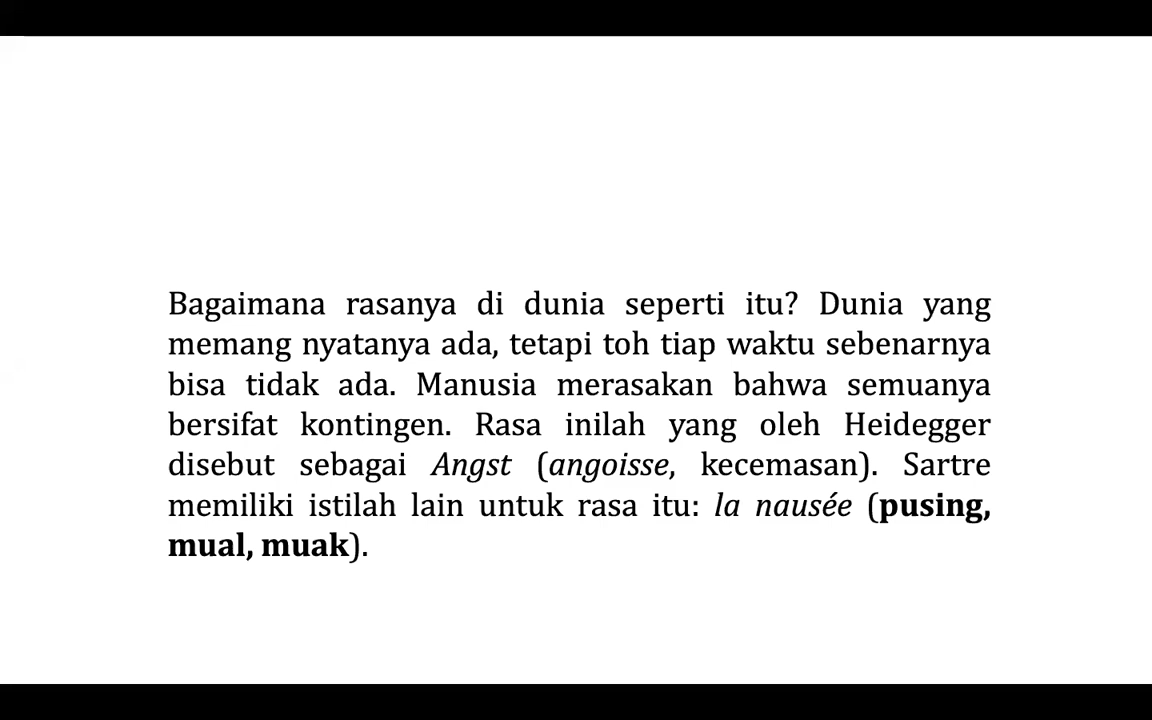 Bagaimana rasanya di dunia seperti itu? Dunia yang
memang nyatanya ada, tetapi toh tiap waktu sebenarnya
bisa tidak ada. Manusia merasakan bahwa semuanya
bersifat kontingen. Rasa inilah yang oleh Heidegger
disebut sebagai Angst (angoisse, kecemasan). Sartre
memiliki istilah lain untuk rasa itu: la nausée (pusing,
mual, muak).